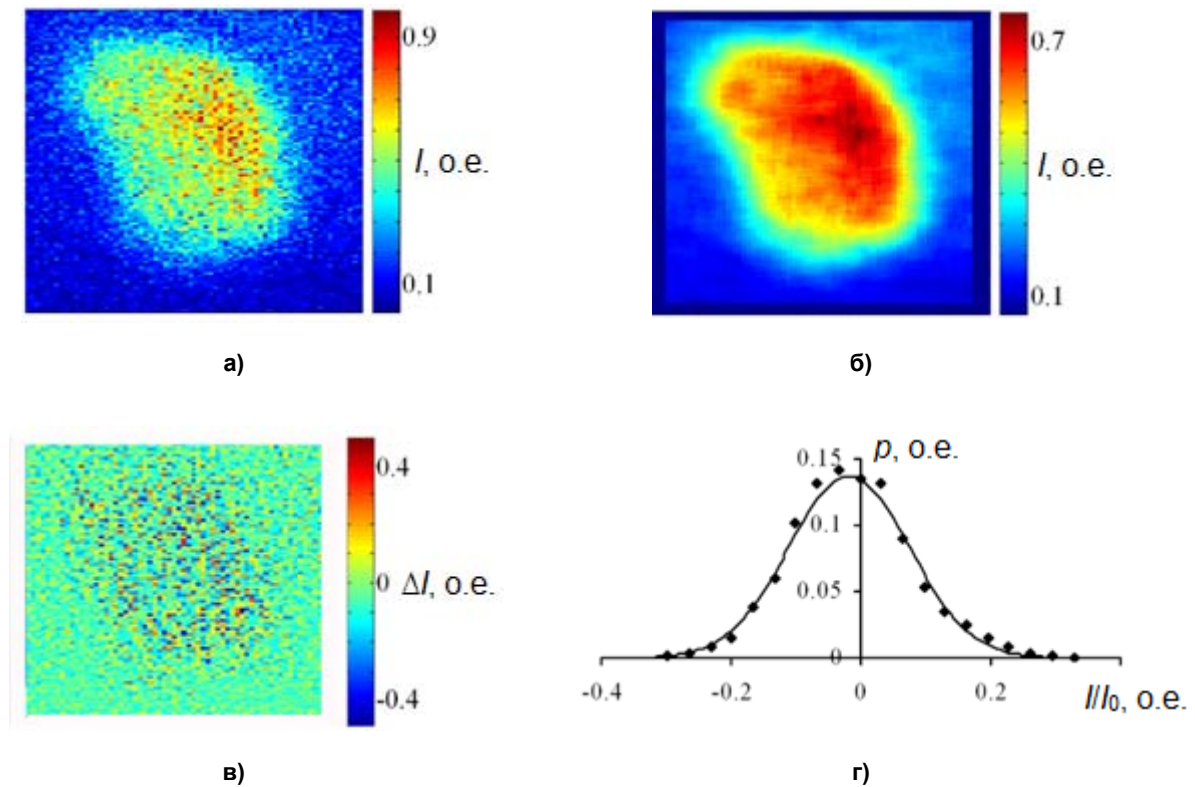 0.9
I, о.е.
0.1
а)
0.7
I, о.е.
0.1
б)
0.4
0 ΔI, о.е.
-0.4
в)
0.15 p, о.е.
0.1
0.05
0
-0.4 -0.2 0 0.2 I/I₀, о.е.
г)